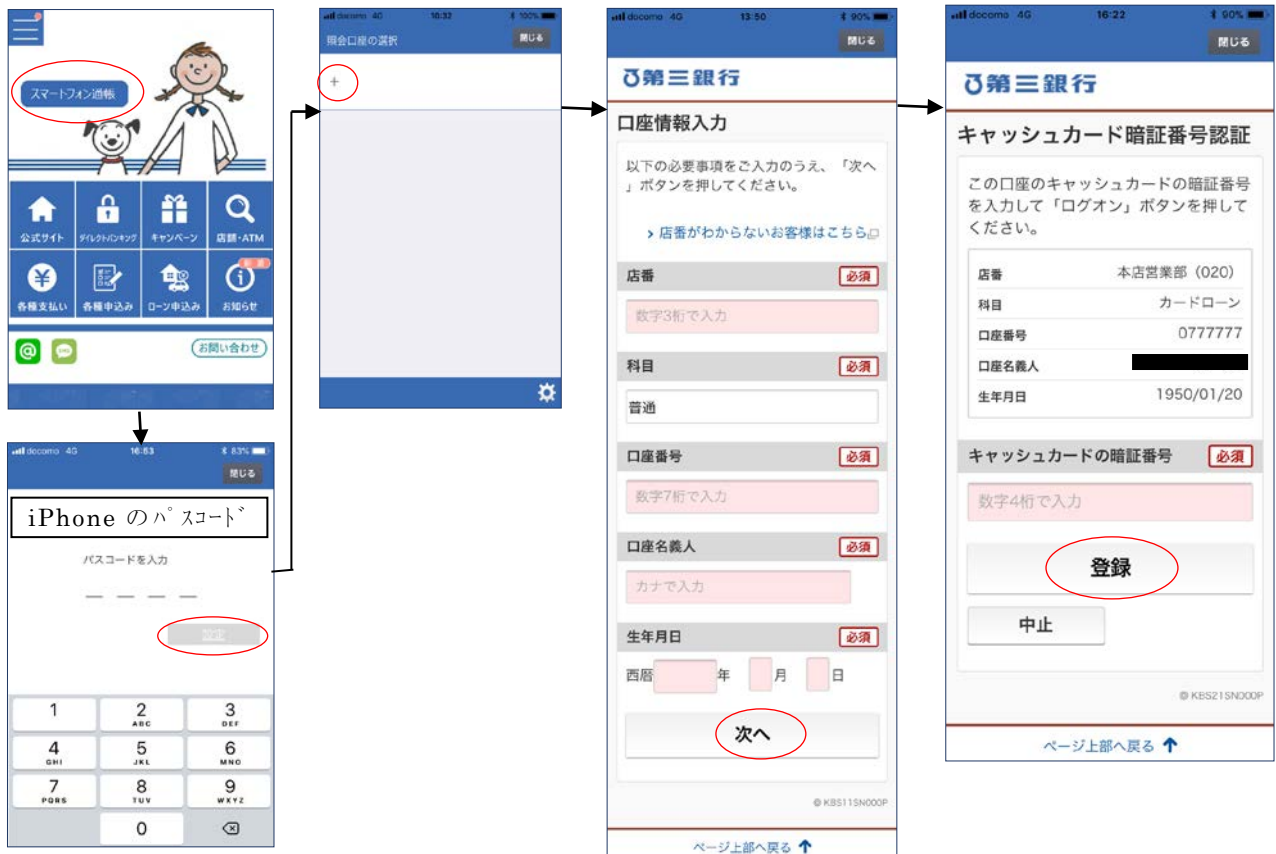 スマートフォン通帳
公式サイト
ダイレクトバンキング
キャンペーン
店舗・ATM
各種支払い
各種申込み
ローン申込み
お知らせ
お問い合わせ
docomo 4G 16:53 83%
閉じる
iPhone のパスコード
パスコードを入力
設定
1 2 3
ABC DEF
4 5 6
GHI JKL MNO
7 8 9
PQRS TUV WXYZ
0
docomo 4G 10:32 100%
照会口座の選択 閉じる
+
docomo 4G 13:50 90%
閉じる
第三銀行
口座情報入力
以下の必要事項をご入力のうえ、「次へ
」ボタンを押してください。
> 店番がわからないお客様はこちら
店番 必須
数字3桁で入力
科目 必須
普通
口座番号 必須
数字7桁で入力
口座名義人 必須
カナで入力
生年月日 必須
西暦 年 月 日
次へ
© KBS11SN000P
ページ上部へ戻る ↑
docomo 4G 16:22 90%
閉じる
第三銀行
キャッシュカード暗証番号認証
この口座のキャッシュカードの暗証番号
を入力して「ログオン」ボタンを押して
ください。
店番 本店営業部（020）
科目 カードローン
口座番号 0777777
口座名義人
生年月日 1950/01/20
キャッシュカードの暗証番号 必須
数字4桁で入力
登録
中止
© KBS21SN000P
ページ上部へ戻る ↑